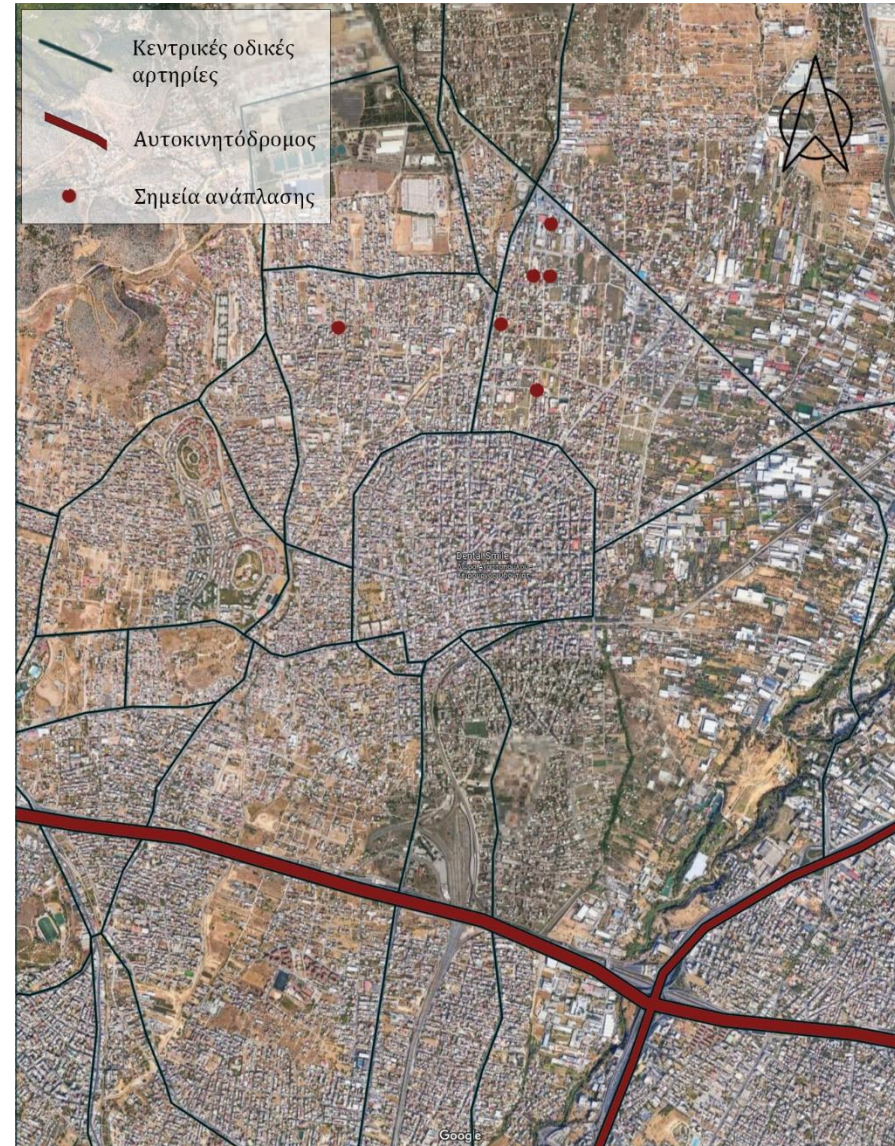 Κεντρικές οδικές
αρτηρίες
Αυτοκινητόδρομος
Σημεία ανάπλασης
Dental Smile
Google